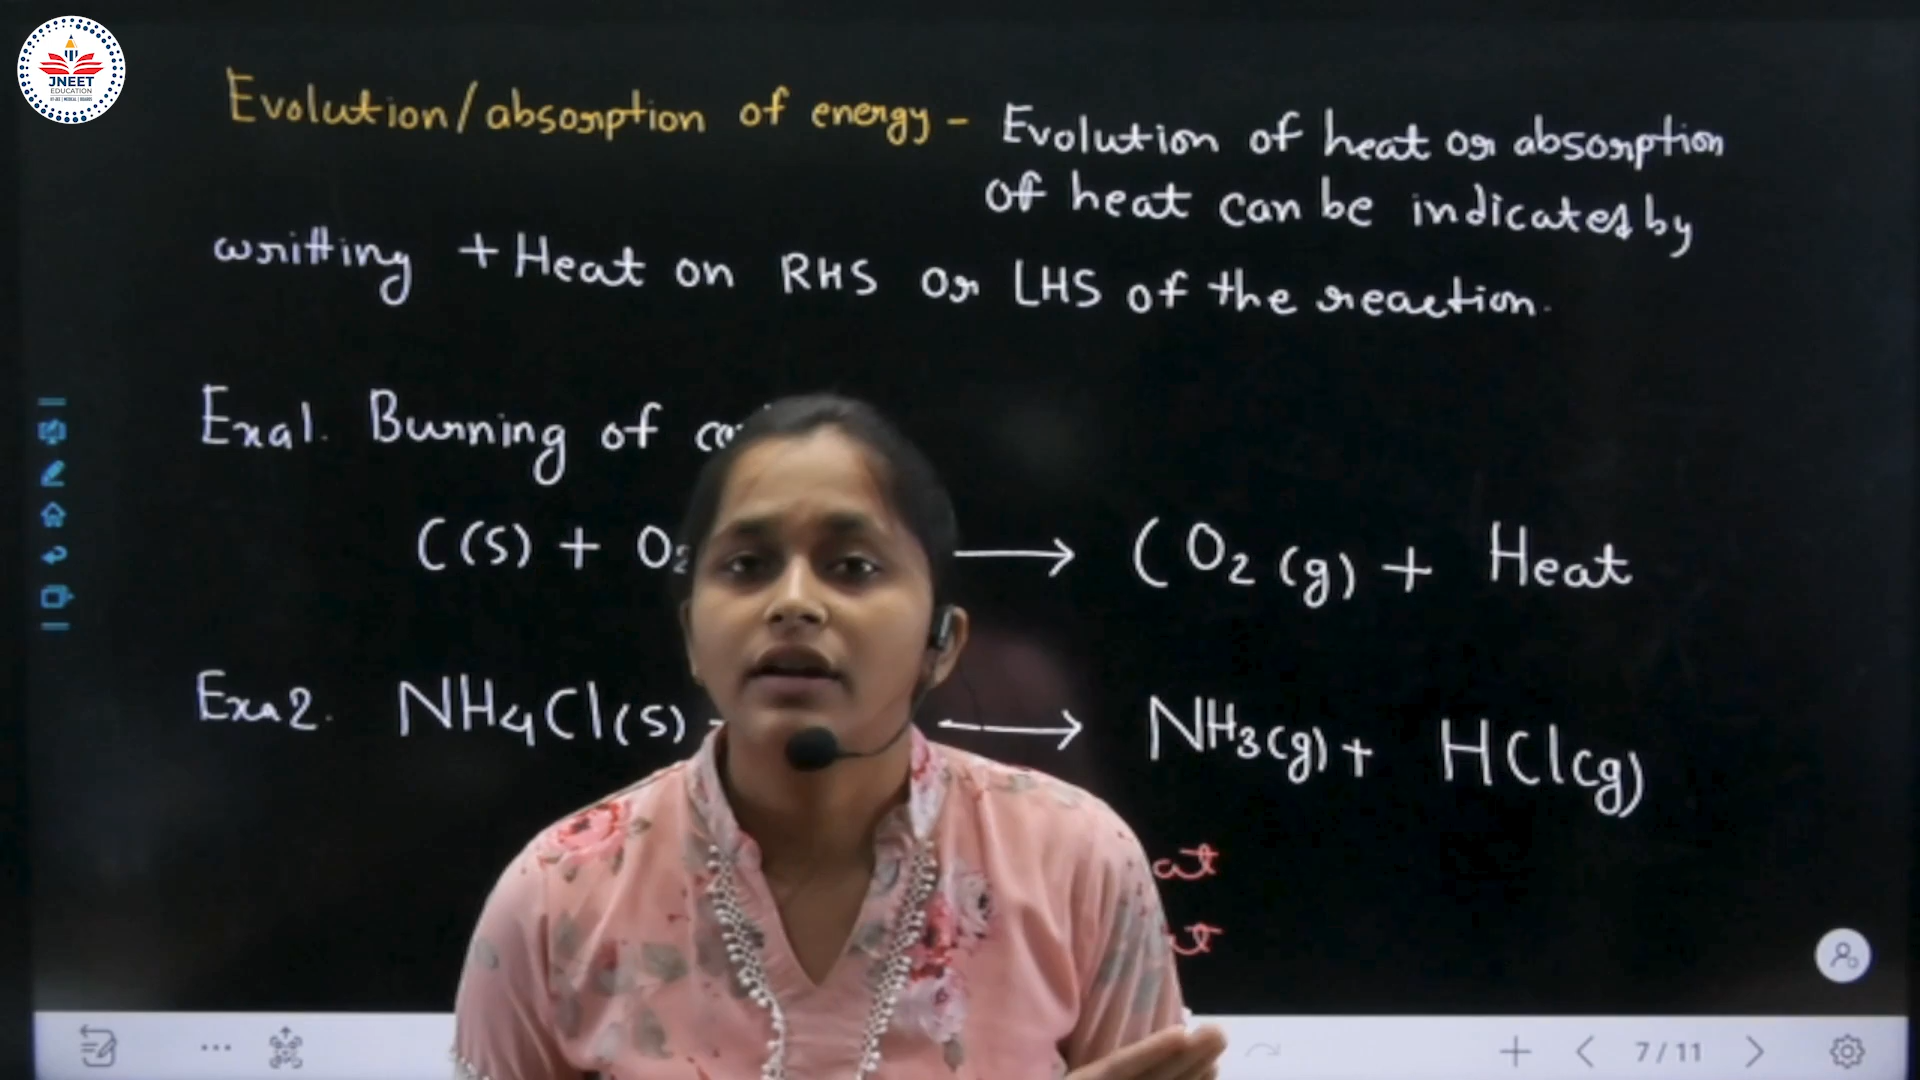 JNEET
EDUCATION
Evolution/absorption of energy - Evolution of heat or absorption
of heat can be indicated by
writting + Heat on RHS or LHS of the reaction.
Exa1. Burning of
C(s) + O2 → CO2 (g) + Heat
Exa2. NH4Cl(s) → NH3(g) + HCl(g)
7/11